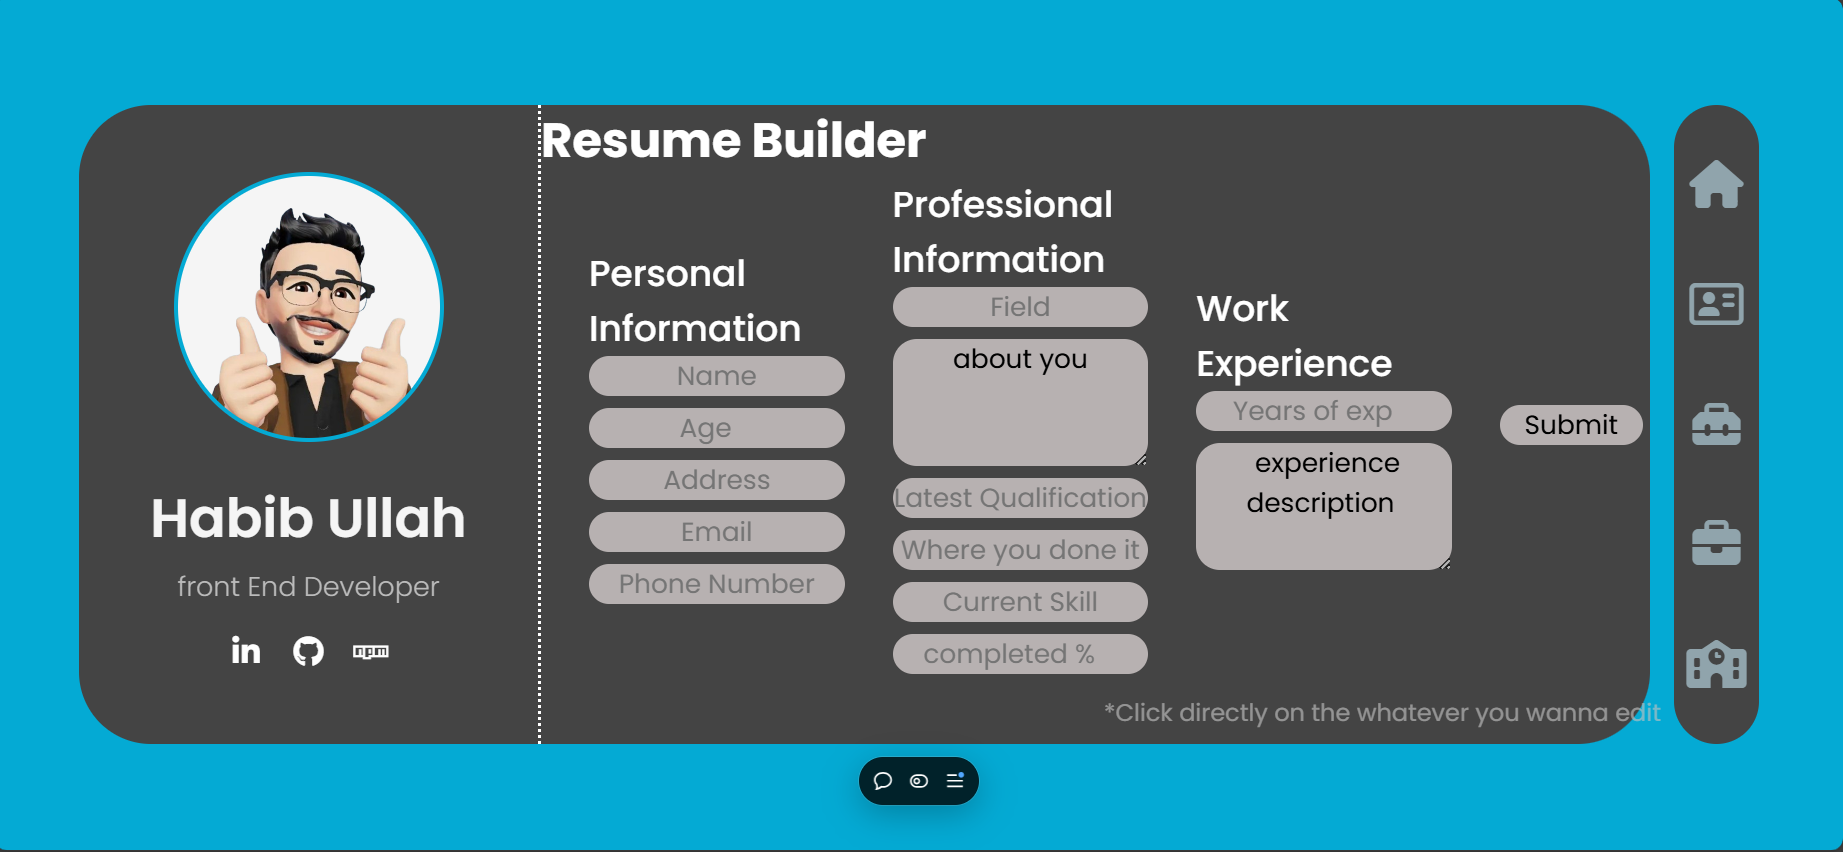 Resume Builder
Habib Ullah
front End Developer
in
npm
Personal
Information
Name
Age
Address
Email
Phone Number
Professional
Information
Field
about you
Latest Qualification
Where you done it
Current Skill
completed %
Work
Experience
Years of exp
experience
description
Submit
*Click directly on the whatever you wanna edit